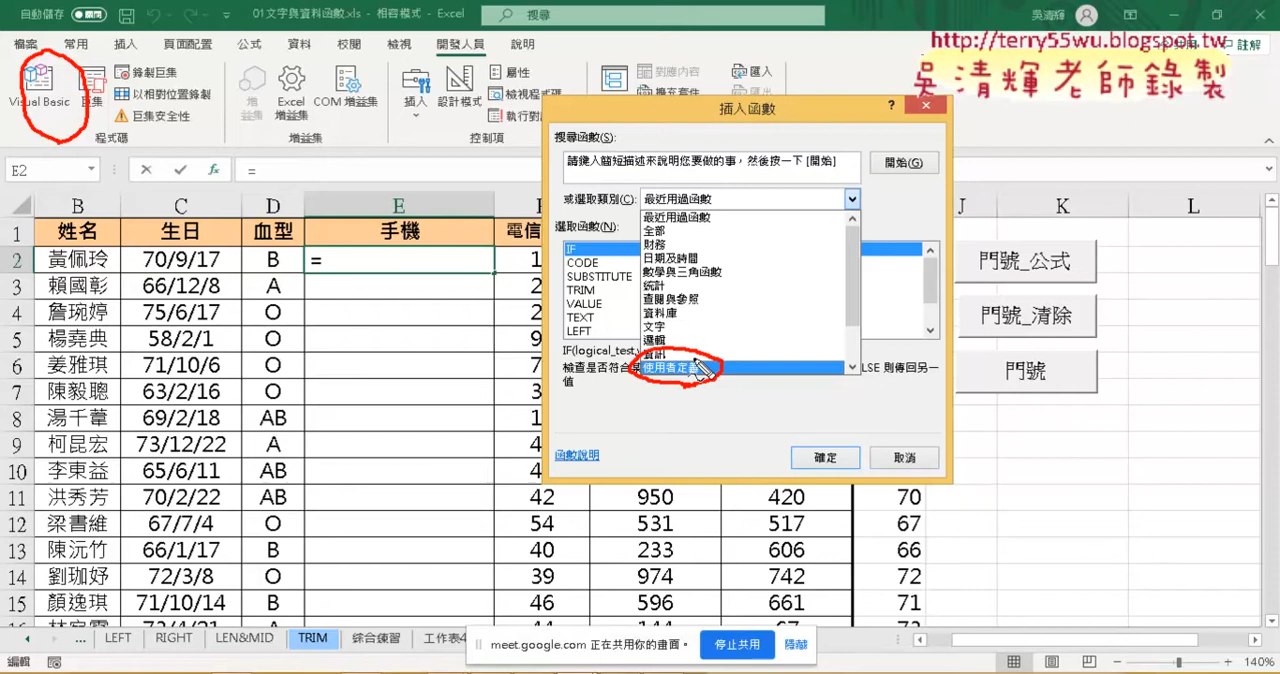 自動儲存
01文字與資料函數.xls - 相容模式 - Excel
搜尋
吳清輝
檔案 常用 插入 頁面配置 公式 資料 校閱 檢視 開發人員 說明
註解
http://terry55wu.blogspot.tw
吳清輝老師錄製
Visual Basic
巨集
錄製巨集
以相對位置錄製
巨集安全性
程式碼
增益集
Excel 增益集
COM 增益集
增益集
插入
設計模式
屬性
檢視程式碼
控制項
對應內容
匯入
E2
fx
=
插入函數
?
搜尋函數(S):
請鍵入簡短描述來說明您要做的事，然後按一下 [開始]
開始(G)
或選取類別(C):
最近用過函數
最近用過函數
全部
財務
日期及時間
數學與三角函數
統計
查閱與參照
資料庫
文字
邏輯
資訊
選取函數(N):
IF
CODE
SUBSTITUTE
TRIM
VALUE
TEXT
LEFT
IF(logical_test,
檢查是否符合
LSE 則傳回另一
值
函數說明
確定
取消
B C D E J K L
1 姓名 生日 血型 手機 電信
2 黃佩玲 70/9/17 B =
3 賴國彰 66/12/8 A
4 詹琬婷 75/6/17 O
5 楊堯典 58/2/1 O
6 姜雅琪 71/10/6 O
7 陳毅聰 63/2/16 O
8 湯千葦 69/2/18 AB
9 柯昆宏 73/12/22 A
10 李東益 65/6/11 AB
11 洪秀芳 70/2/22 AB 42 950 420 70
12 梁書維 67/7/4 O 54 531 517 67
13 陳沅竹 66/1/17 B 40 233 606 66
14 劉珈妤 72/3/8 O 39 974 742 72
15 顏逸琪 71/10/14 B 46 596 661 71
門號_公式
門號_清除
門號
... LEFT RIGHT LEN&MID TRIM 綜合練習 工作表4
meet.google.com 正在共用你的畫面。
停止共用
隱藏
編輯
140%